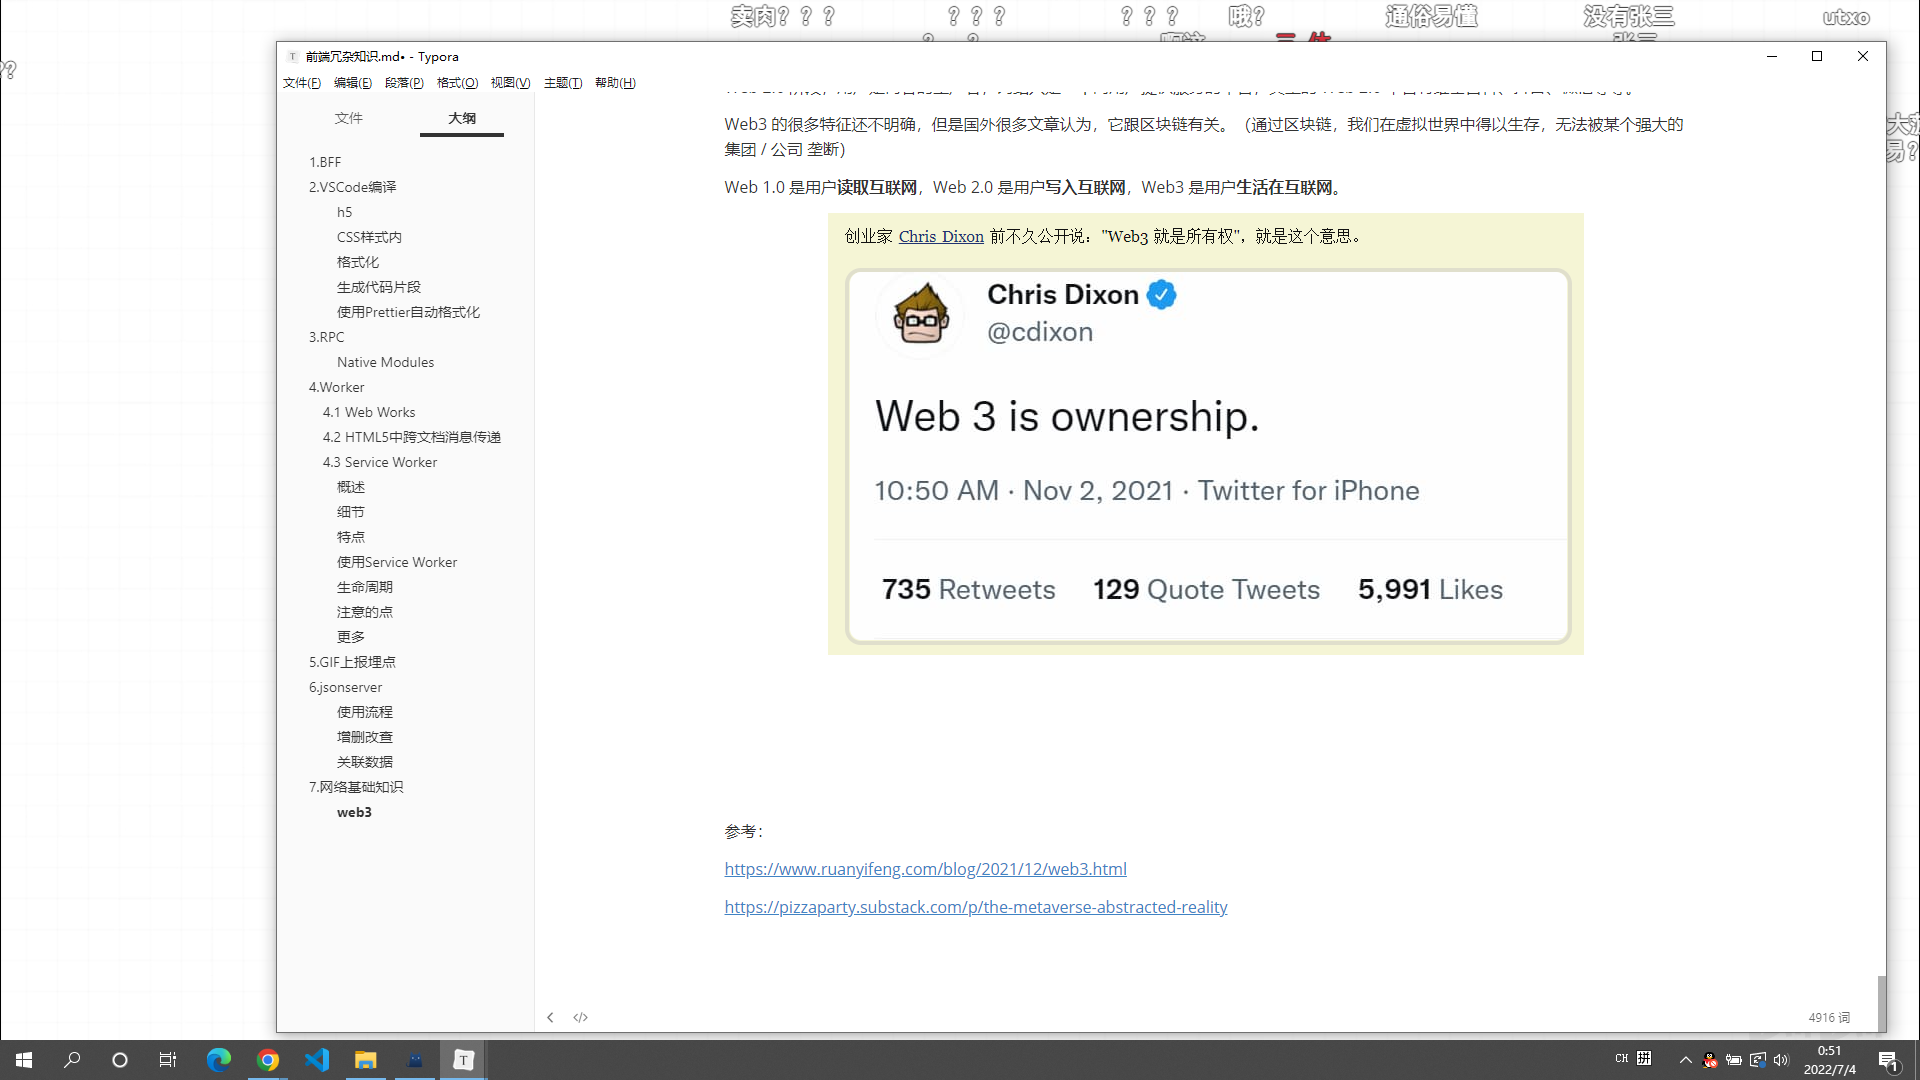 卖肉？？？
？？？
？？？
哦？
通俗易懂
没有张三
utxo
前端冗杂知识.md• - Typora
文件(F) 编辑(E) 段落(P) 格式(O) 视图(V) 主题(T) 帮助(H)
文件
大纲
1.BFF
2.VSCode编译
h5
CSS样式内
格式化
生成代码片段
使用Prettier自动格式化
3.RPC
Native Modules
4.Worker
4.1 Web Works
4.2 HTML5中跨文档消息传递
4.3 Service Worker
概述
细节
特点
使用Service Worker
生命周期
注意的点
更多
5.GIF上报埋点
6.jsonserver
使用流程
增删改查
关联数据
7.网络基础知识
web3
Web3 的很多特征还不明确，但是国外很多文章认为，它跟区块链有关。（通过区块链，我们在虚拟世界中得以生存，无法被某个强大的
集团 / 公司 垄断）
Web 1.0 是用户读取互联网，Web 2.0 是用户写入互联网，Web3 是用户生活在互联网。
创业家 Chris Dixon 前不久公开说："Web3 就是所有权"，就是这个意思。
Chris Dixon
@cdixon
Web 3 is ownership.
10:50 AM · Nov 2, 2021 · Twitter for iPhone
735 Retweets 129 Quote Tweets 5,991 Likes
参考：
https://www.ruanyifeng.com/blog/2021/12/web3.html
https://pizzaparty.substack.com/p/the-metaverse-abstracted-reality
4916 词
CH 拼
0:51
2022/7/4
1